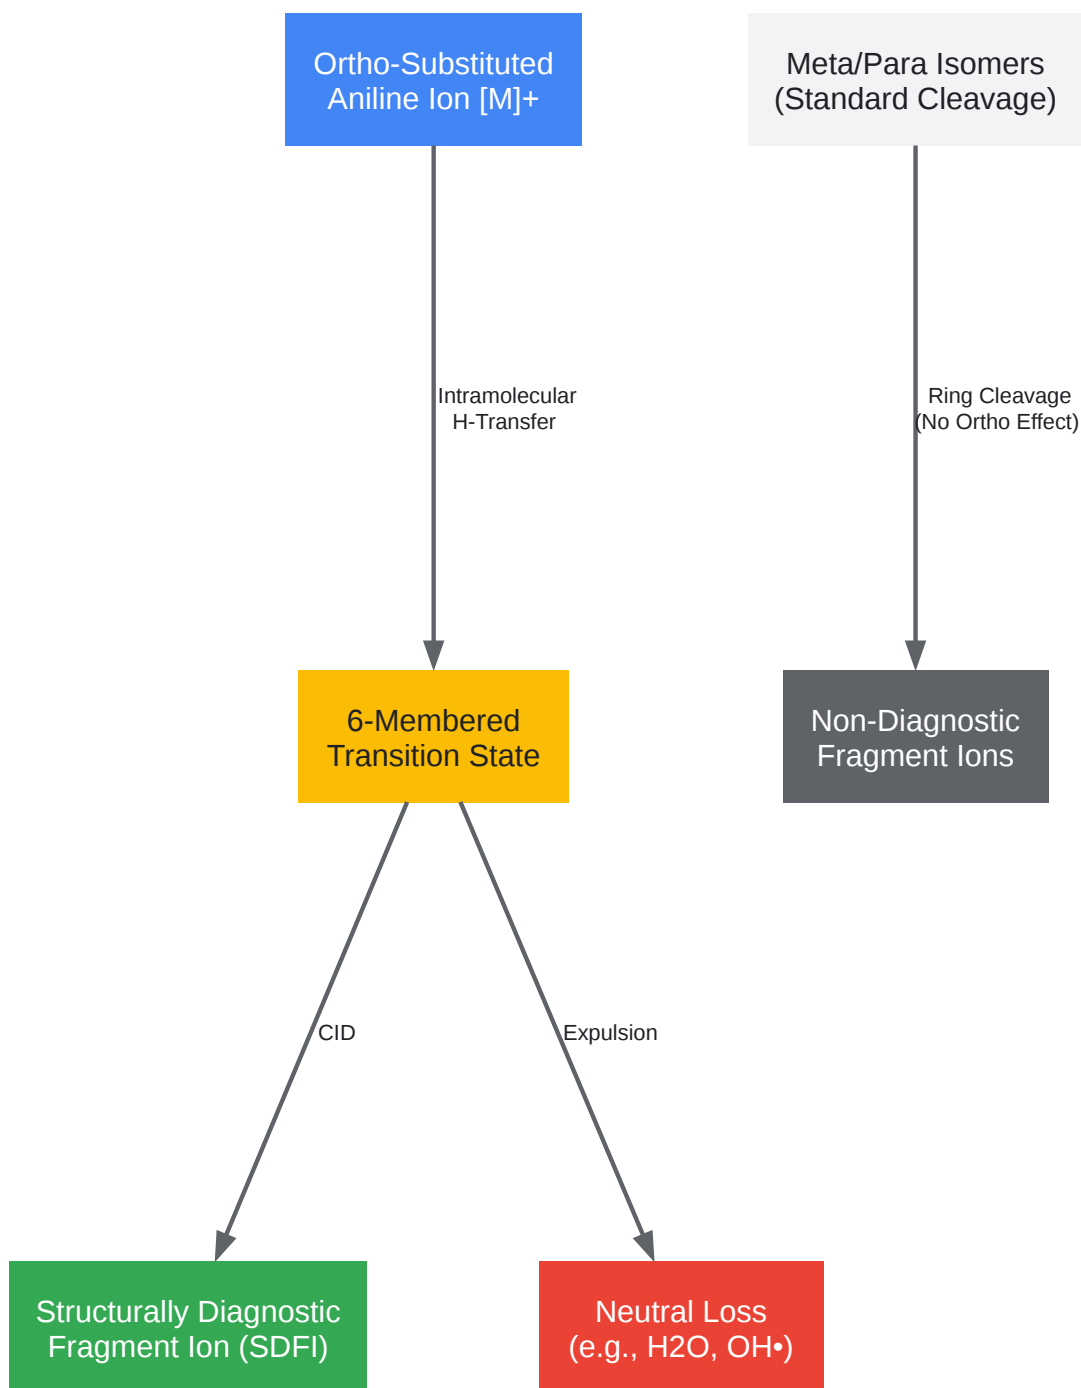 Ortho-Substituted
Aniline Ion [M]+
Meta/Para Isomers
(Standard Cleavage)
Intramolecular
H-Transfer
Ring Cleavage
(No Ortho Effect)
6-Membered
Transition State
Non-Diagnostic
Fragment Ions
CID
Expulsion
Structurally Diagnostic
Fragment Ion (SDFI)
Neutral Loss
(e.g., H2O, OH•)